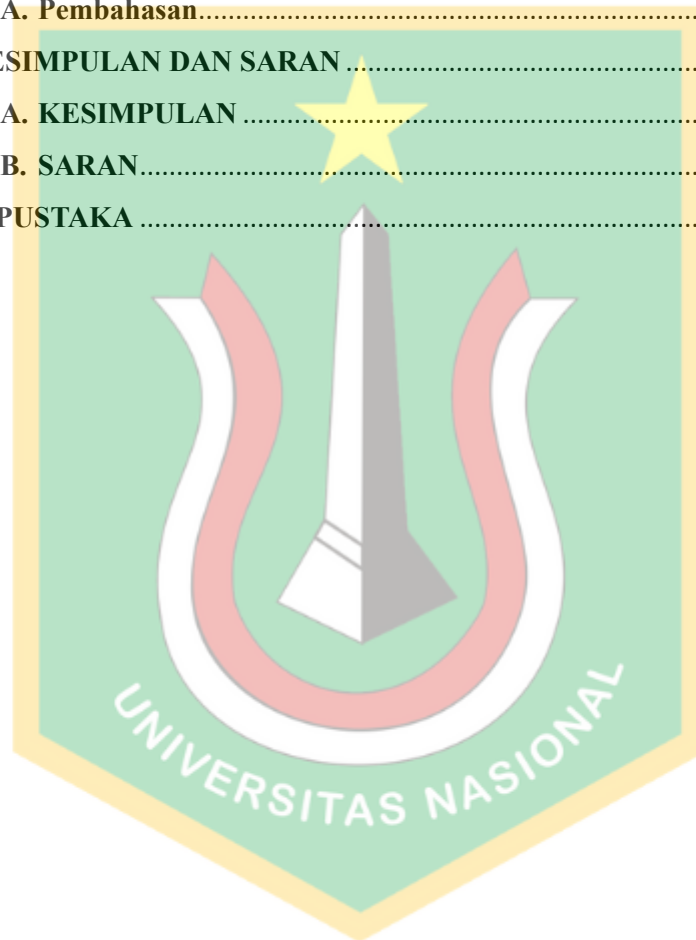 A. Pembahasan................................................................
ESIMPULAN DAN SARAN .............................................
A. KESIMPULAN ..........................................................
B. SARAN.......................................................................
PUSTAKA .......................................................................
UNIVERSITAS NASIONAL